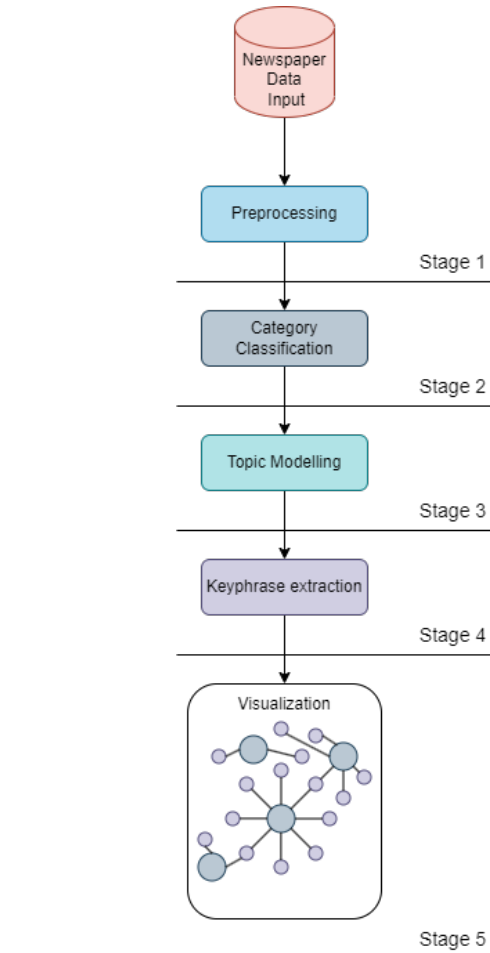 Newspaper
Data
Input
Preprocessing
Stage 1
Category
Classification
Stage 2
Topic Modelling
Stage 3
Keyphrase extraction
Stage 4
Visualization
Stage 5